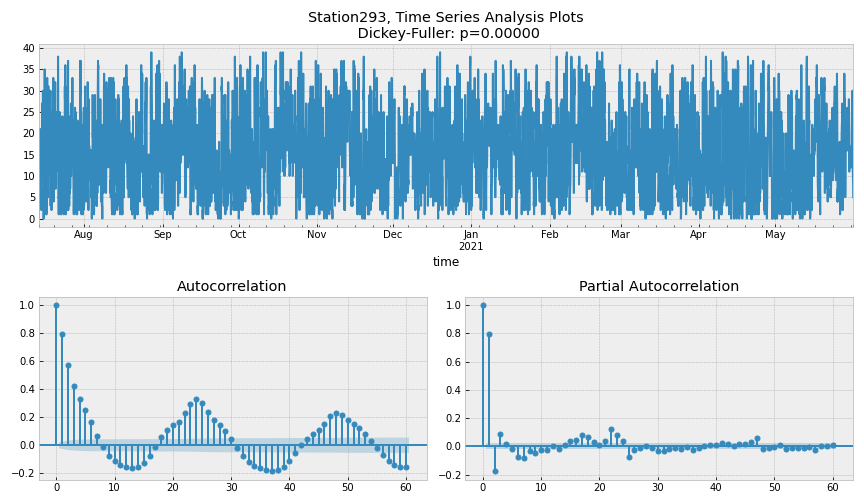 Station293, Time Series Analysis Plots
Dickey-Fuller: p=0.00000
40
35
30
25
20
15
10
5
0
Aug Sep Oct Nov Dec Jan Feb Mar Apr May
2021
time
Autocorrelation Partial Autocorrelation
1.0 1.0
0.8 0.8
0.6 0.6
0.4 0.4
0.2 0.2
0.0 0.0
−0.2 −0.2
0 10 20 30 40 50 60 0 10 20 30 40 50 60